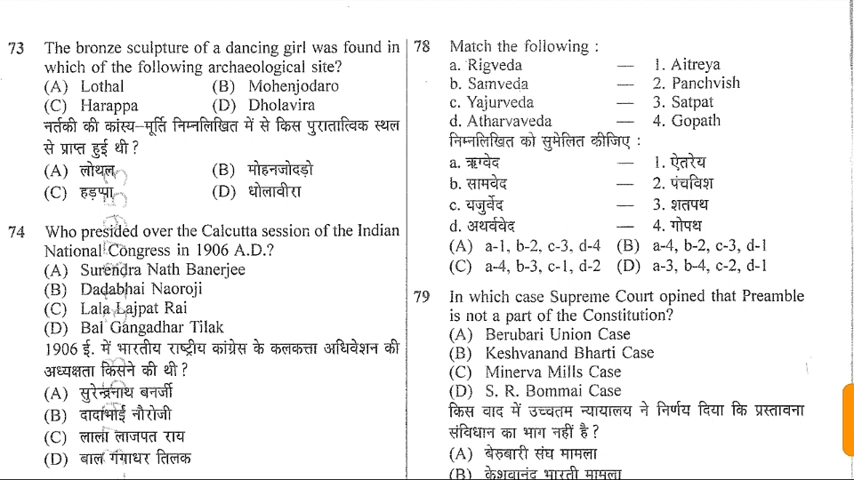 73 The bronze sculpture of a dancing girl was found in
which of the following archaeological site?
(A) Lothal (B) Mohenjodaro
(C) Harappa (D) Dholavira
नर्तकी की कांस्य–मूर्ति निम्नलिखित में से किस पुरातात्विक स्थल
से प्राप्त हुई थी ?
(A) लोथल (B) मोहनजोदड़ो
(C) हड़प्पा (D) धोलावीरा
74 Who presided over the Calcutta session of the Indian
National Congress in 1906 A.D.?
(A) Surendra Nath Banerjee
(B) Dadabhai Naoroji
(C) Lala Lajpat Rai
(D) Bal Gangadhar Tilak
1906 ई. में भारतीय राष्ट्रीय कांग्रेस के कलकत्ता अधिवेशन की
अध्यक्षता किसने की थी ?
(A) सुरेन्द्रनाथ बनर्जी
(B) दादाभाई नौरोजी
(C) लाला लाजपत राय
(D) बाल गंगाधर तिलक
78 Match the following :
a. Rigveda — 1. Aitreya
b. Samveda — 2. Panchvish
c. Yajurveda — 3. Satpat
d. Atharvaveda — 4. Gopath
निम्नलिखित को सुमेलित कीजिए :
a. ऋग्वेद — 1. ऐतरेय
b. सामवेद — 2. पंचविश
c. यजुर्वेद — 3. शतपथ
d. अथर्ववेद — 4. गोपथ
(A) a-1, b-2, c-3, d-4 (B) a-4, b-2, c-3, d-1
(C) a-4, b-3, c-1, d-2 (D) a-3, b-4, c-2, d-1
79 In which case Supreme Court opined that Preamble
is not a part of the Constitution?
(A) Berubari Union Case
(B) Keshvanand Bharti Case
(C) Minerva Mills Case
(D) S. R. Bommai Case
किस वाद में उच्चतम न्यायालय ने निर्णय दिया कि प्रस्तावना
संविधान का भाग नहीं है ?
(A) बेरुबारी संघ मामला
(B) केशवानंद भारती मामला